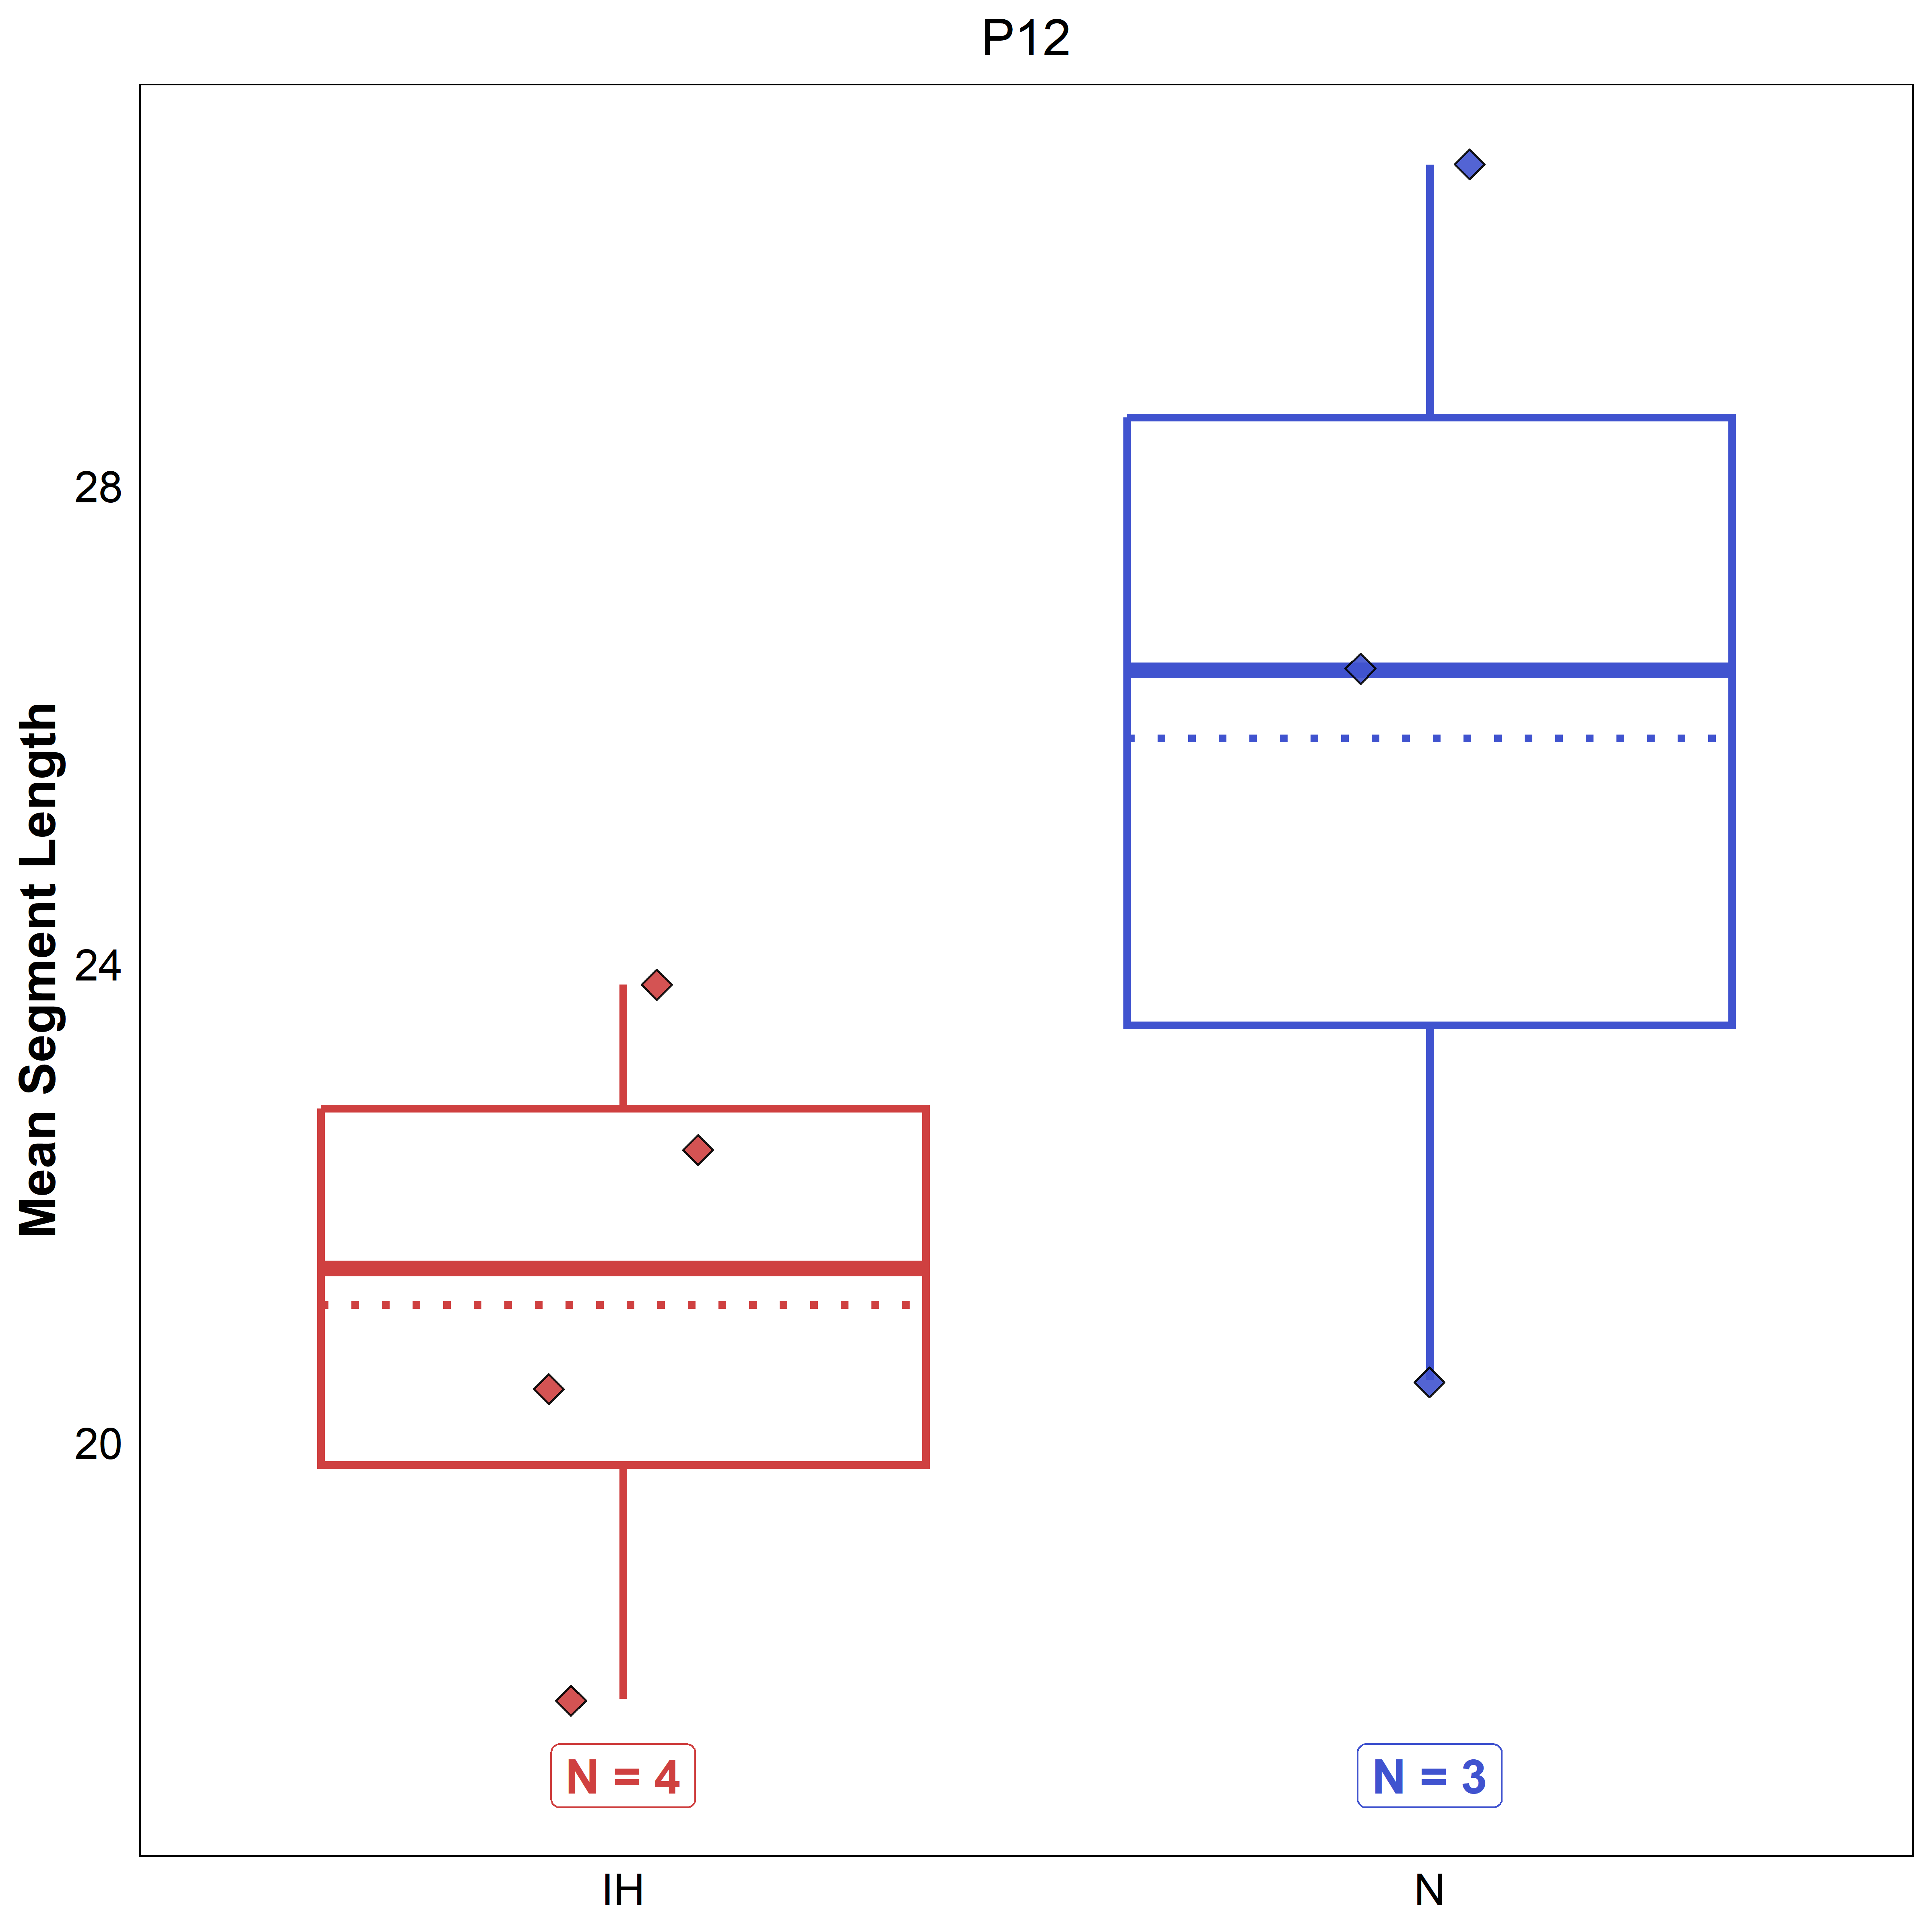 P12
Mean Segment Length
28
24
20
N = 4
N = 3
IH
N